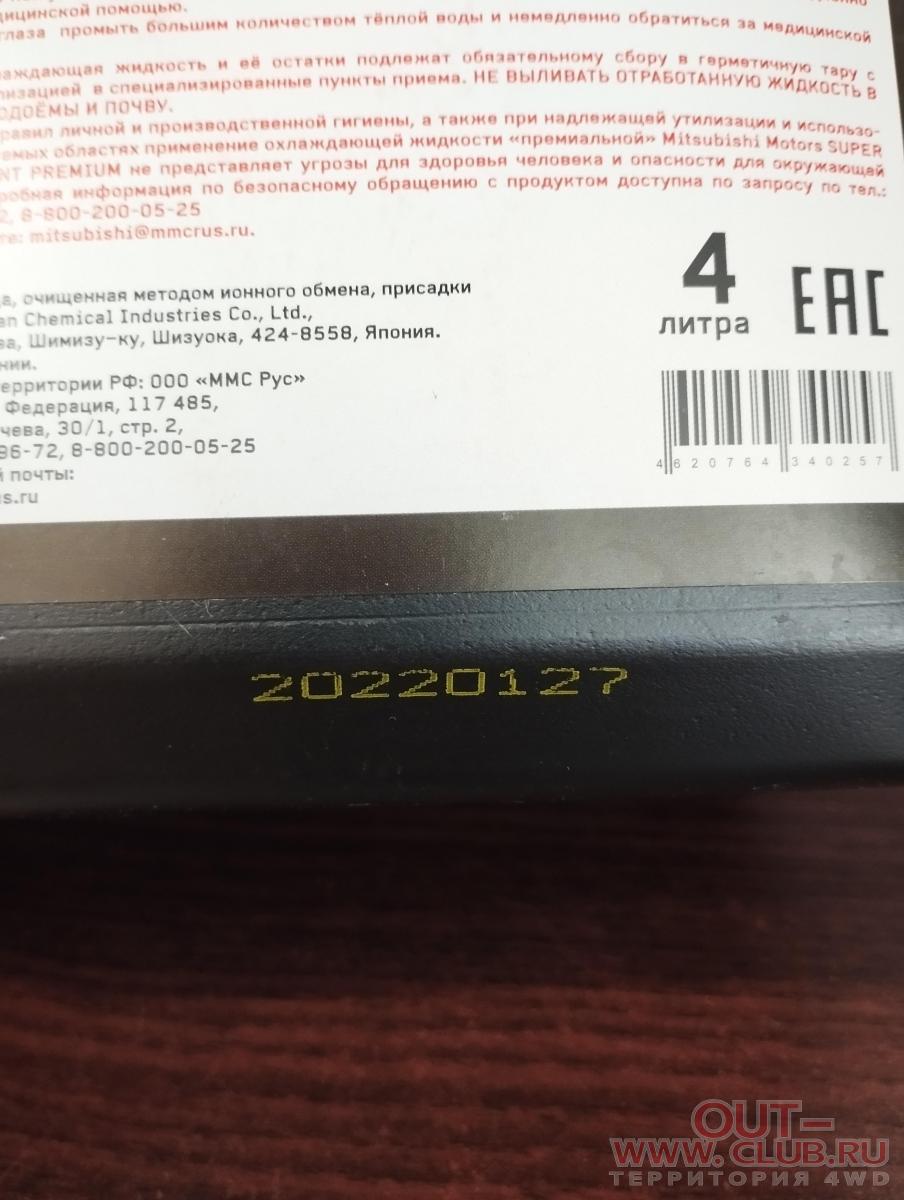 дицинской помощью.
глаза промыть большим количеством тёплой воды и немедленно обратиться за медицинской
аждающая жидкость и её остатки подлежат обязательному сбору в герметичную тару с
лизацией в специализированные пункты приема. НЕ ВЫЛИВАТЬ ОТРАБОТАННУЮ ЖИДКОСТЬ В
ОДОЁМЫ И ПОЧВУ.
равил личной и производственной гигиены, а также при надлежащей утилизации и использо-
емых областях применение охлаждающей жидкости «премиальной» Mitsubishi Motors SUPER
NT PREMIUM не представляет угрозы для здоровья человека и опасности для окружающей
робная информация по безопасному обращению с продуктом доступна по запросу по тел.:
2, 8-800-200-05-25
те: mitsubishi@mmcrus.ru.
а, очищенная методом ионного обмена, присадки
an Chemical Industries Co., Ltd.,
ва, Шимизу-ку, Шизуока, 424-8558, Япония.
нии.
ерритории РФ: ООО «ММС Рус»
Федерация, 117 485,
чева, 30/1, стр. 2,
96-72, 8-800-200-05-25
й почты:
s.ru
4
литра
EAC
4 620764 340257
20220127
OUT-
WWW.CLUB.RU
ТЕРРИТОРИЯ 4WD